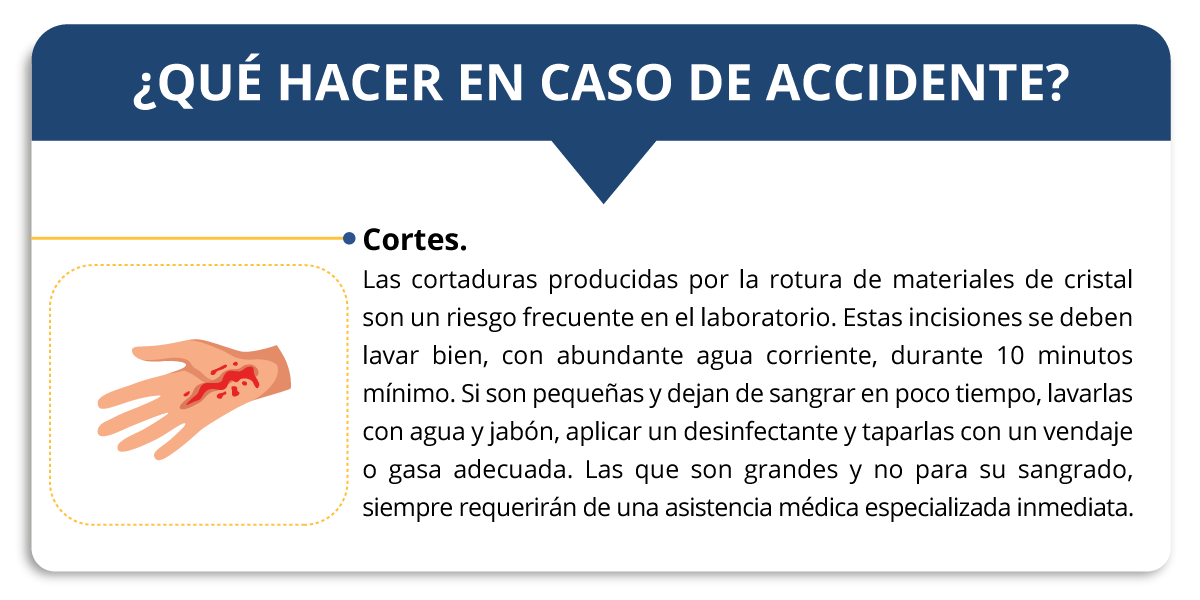 ¿QUÉ HACER EN CASO DE ACCIDENTE?
Cortes.
Las cortaduras producidas por la rotura de materiales de cristal
son un riesgo frecuente en el laboratorio. Estas incisiones se deben
lavar bien, con abundante agua corriente, durante 10 minutos
mínimo. Si son pequeñas y dejan de sangrar en poco tiempo, lavarlas
con agua y jabón, aplicar un desinfectante y taparlas con un vendaje
o gasa adecuada. Las que son grandes y no para su sangrado,
siempre requerirán de una asistencia médica especializada inmediata.